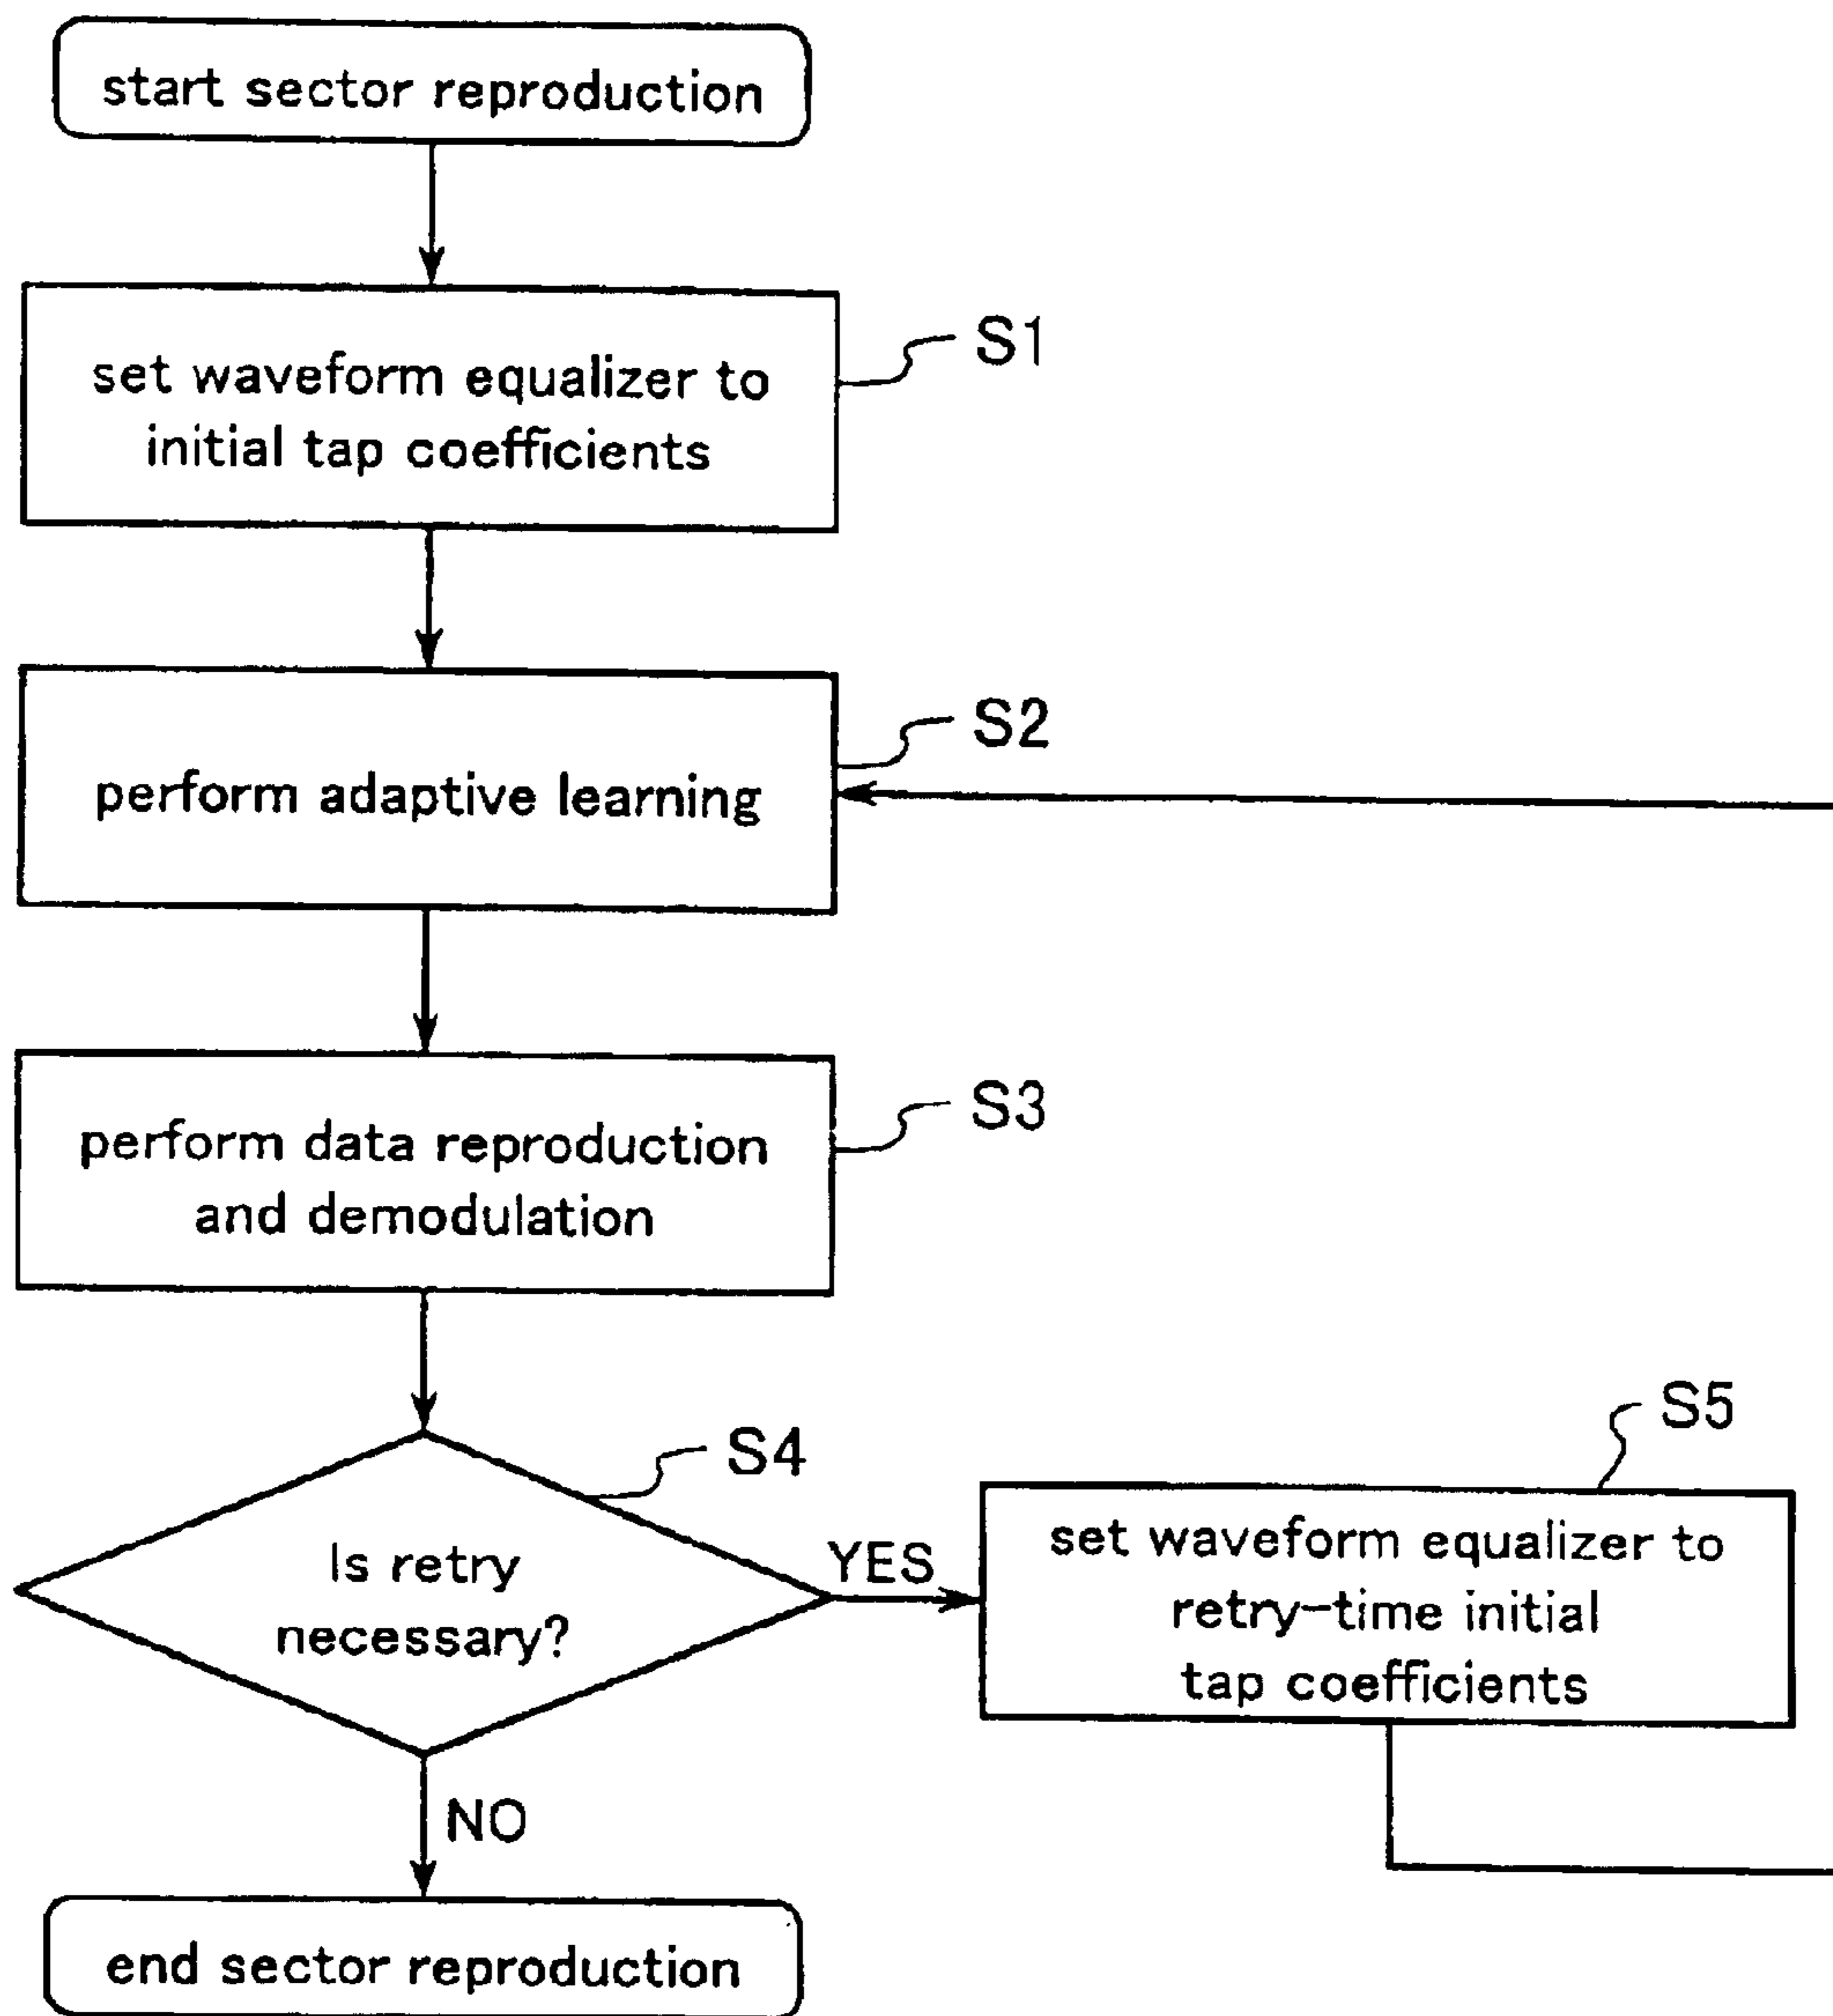 start sector reproduction
S1
set waveform equalizer to
initial tap coefficients
S2
perform adaptive learning
S3
perform data reproduction
and demodulation
S4
Is retry
necessary?
YES
S5
set waveform equalizer to
retry-time initial
tap coefficients
NO
end sector reproduction